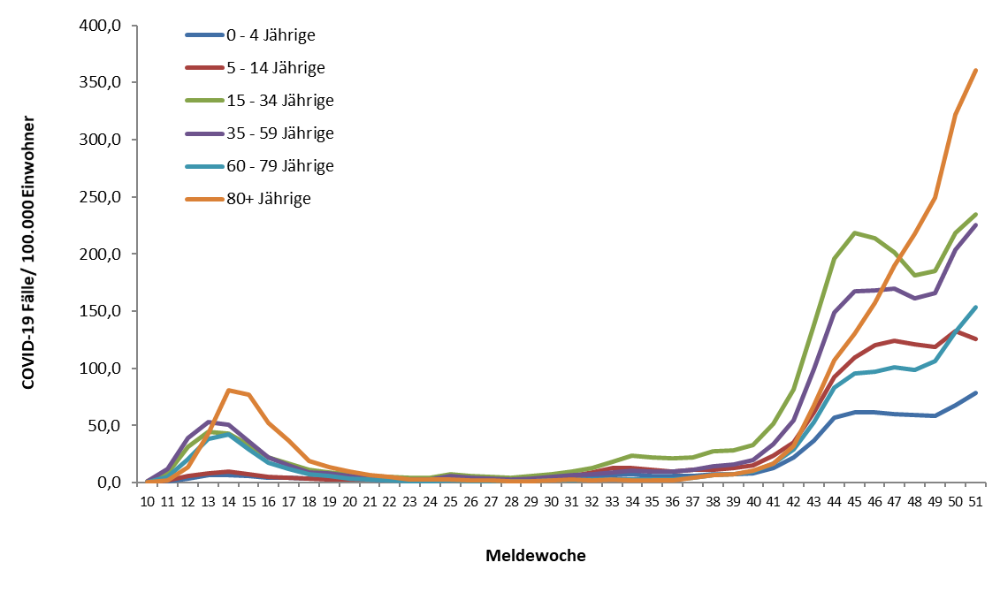 400,0
350,0
300,0
250,0
200,0
150,0
100,0
50,0
0,0
COVID-19 Fälle/ 100.000 Einwohner
0 - 4 Jährige
5 - 14 Jährige
15 - 34 Jährige
35 - 59 Jährige
60 - 79 Jährige
80+ Jährige
10 11 12 13 14 15 16 17 18 19 20 21 22 23 24 25 26 27 28 29 30 31 32 33 34 35 36 37 38 39 40 41 42 43 44 45 46 47 48 49 50 51
Meldewoche